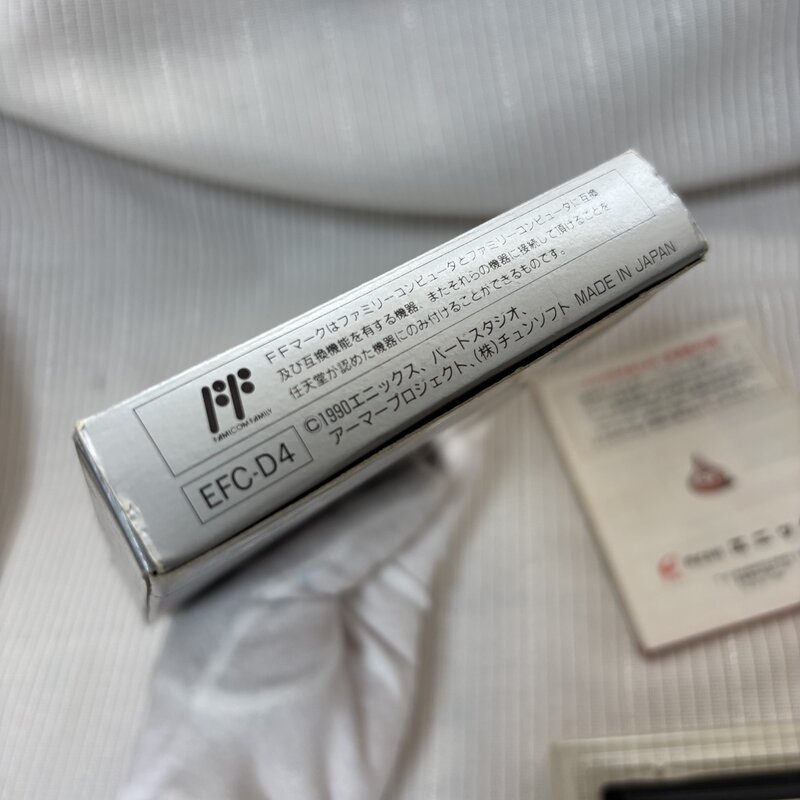 FFマークはファミリーコンピュータとファミリーコンピュータに互換
及び互換機能を有する機器、またそれらの機器に接続して頂けることを
任天堂が認めた機器にのみ付けることができるものです。
FAMICOM FAMILY
EFC-D4
©1990エニックス、バードスタジオ、
アーマープロジェクト、(株)チュンソフト MADE IN JAPAN